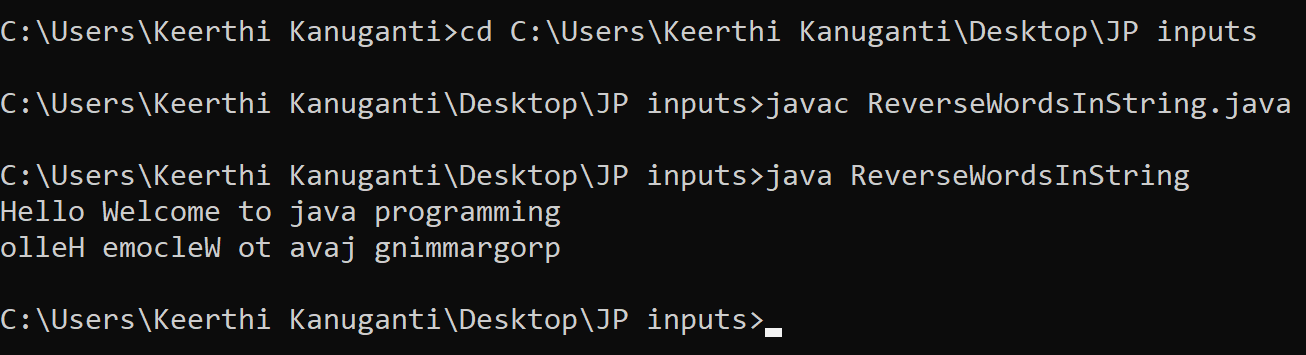 C:\Users\Keerthi Kanuganti>cd C:\Users\Keerthi Kanuganti\Desktop\JP inputs
C:\Users\Keerthi Kanuganti\Desktop\JP inputs>javac ReverseWordsInString.java
C:\Users\Keerthi Kanuganti\Desktop\JP inputs>java ReverseWordsInString
Hello Welcome to java programming
olleH emocleW ot avaj gnimmargorp
C:\Users\Keerthi Kanuganti\Desktop\JP inputs>